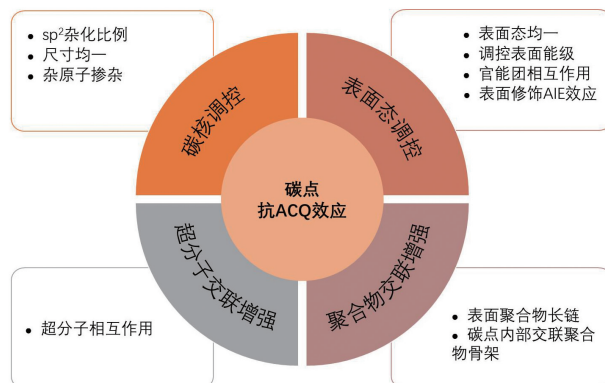 sp²杂化比例
尺寸均一
杂原子掺杂
表面态均一
调控表面能级
官能团相互作用
表面修饰AIE效应
碳核调控
表面态调控
碳点
抗ACQ效应
超分子交联增强
聚合物交联增强
超分子相互作用
表面聚合物长链
碳点内部交联聚合
物骨架